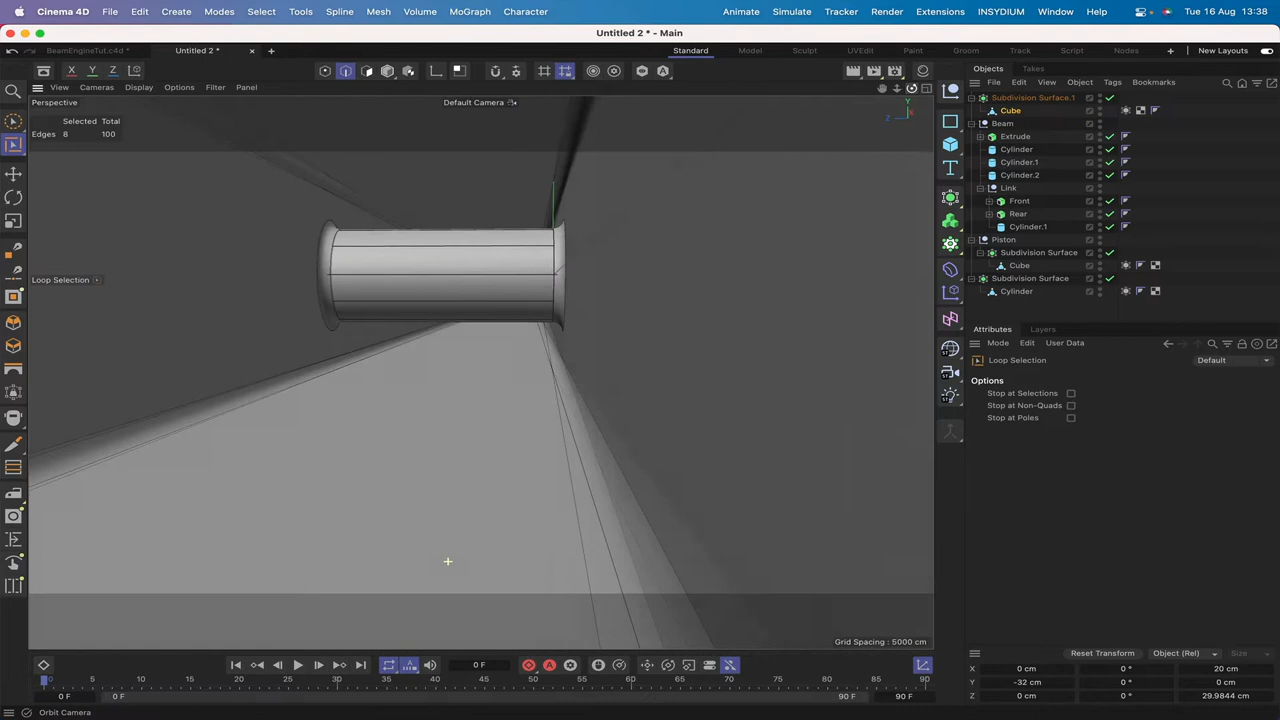 Cinema 4D File Edit Create Modes Select Tools Spline Mesh Volume MoGraph Character Animate Simulate Tracker Render Extensions INSYDIUM Window Help Tue 16 Aug 13:38
Untitled 2 * - Main
BeamEngineTut.c4d * Untitled 2 * Standard Model Sculpt UVEdit Paint Groom Track Script Nodes New Layouts
X Y Z Objects Takes
View Cameras Display Options Filter Panel File Edit View Object Tags Bookmarks
Perspective Default Camera
Selected Total
Edges 8 100
Y
Z X
Loop Selection
Subdivision Surface.1
Cube
Beam
Extrude
Cylinder
Cylinder.1
Cylinder.2
Link
Front
Rear
Cylinder.1
Piston
Subdivision Surface
Cube
Subdivision Surface
Cylinder
Attributes Layers
Mode Edit User Data
Loop Selection Default
Options
Stop at Selections
Stop at Non-Quads
Stop at Poles
ST
ST
ST
Grid Spacing : 5000 cm
Reset Transform Object (Rel) Size
0 F
X 0 cm 0 ° 20 cm
0 5 10 15 20 25 30 35 40 45 50 55 60 65 70 75 80 85 90
Y -32 cm 0 ° 0 cm
0 F 0 F 90 F 90 F
Z 0 cm 0 ° 29.9844 cm
Orbit Camera